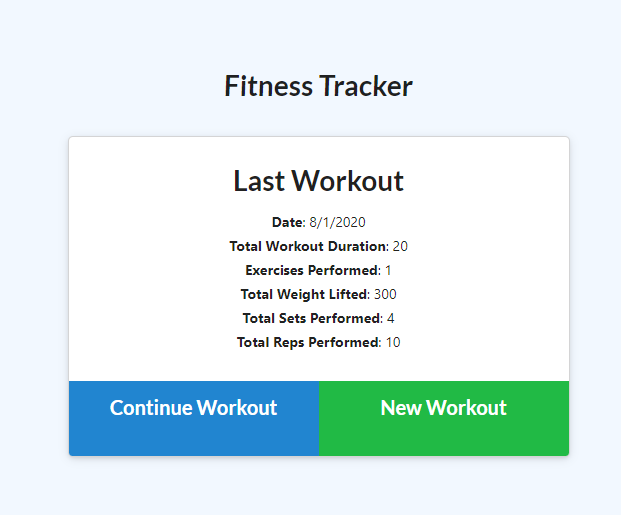 Fitness Tracker
Last Workout
Date: 8/1/2020
Total Workout Duration: 20
Exercises Performed: 1
Total Weight Lifted: 300
Total Sets Performed: 4
Total Reps Performed: 10
Continue Workout New Workout